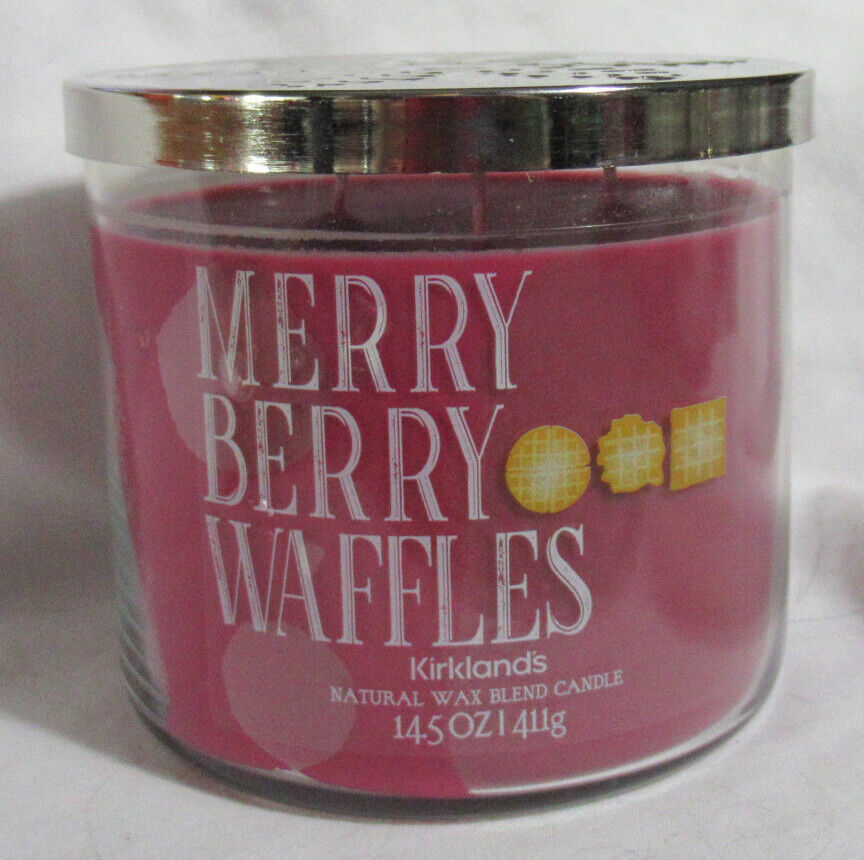 MERRY
BERRY
WAFFLES
Kirkland's
NATURAL WAX BLEND CANDLE
14.5 OZ | 411g